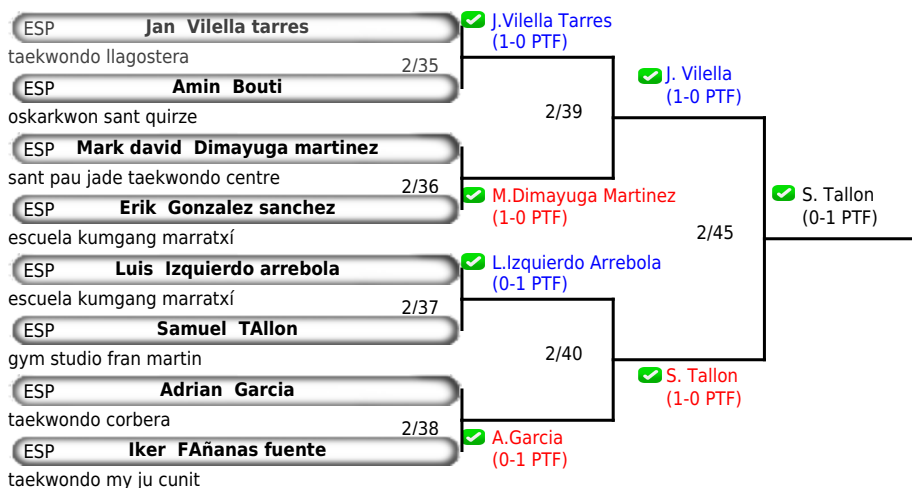 ESP Jan Vilella tarres
taekwondo llagostera
2/35
ESP Amin Bouti
oskarkwon sant quirze
ESP Mark david Dimayuga martinez
sant pau jade taekwondo centre
2/36
ESP Erik Gonzalez sanchez
escuela kumgang marratxí
ESP Luis Izquierdo arrebola
escuela kumgang marratxí
2/37
ESP Samuel TAllon
gym studio fran martin
ESP Adrian Garcia
taekwondo corbera
2/38
ESP Iker FAñanas fuente
taekwondo my ju cunit
J.Vilella Tarres
(1-0 PTF)
2/39
M.Dimayuga Martinez
(1-0 PTF)
L.Izquierdo Arrebola
(0-1 PTF)
2/40
A.Garcia
(0-1 PTF)
J. Vilella
(1-0 PTF)
2/45
S. Tallon
(1-0 PTF)
S. Tallon
(0-1 PTF)